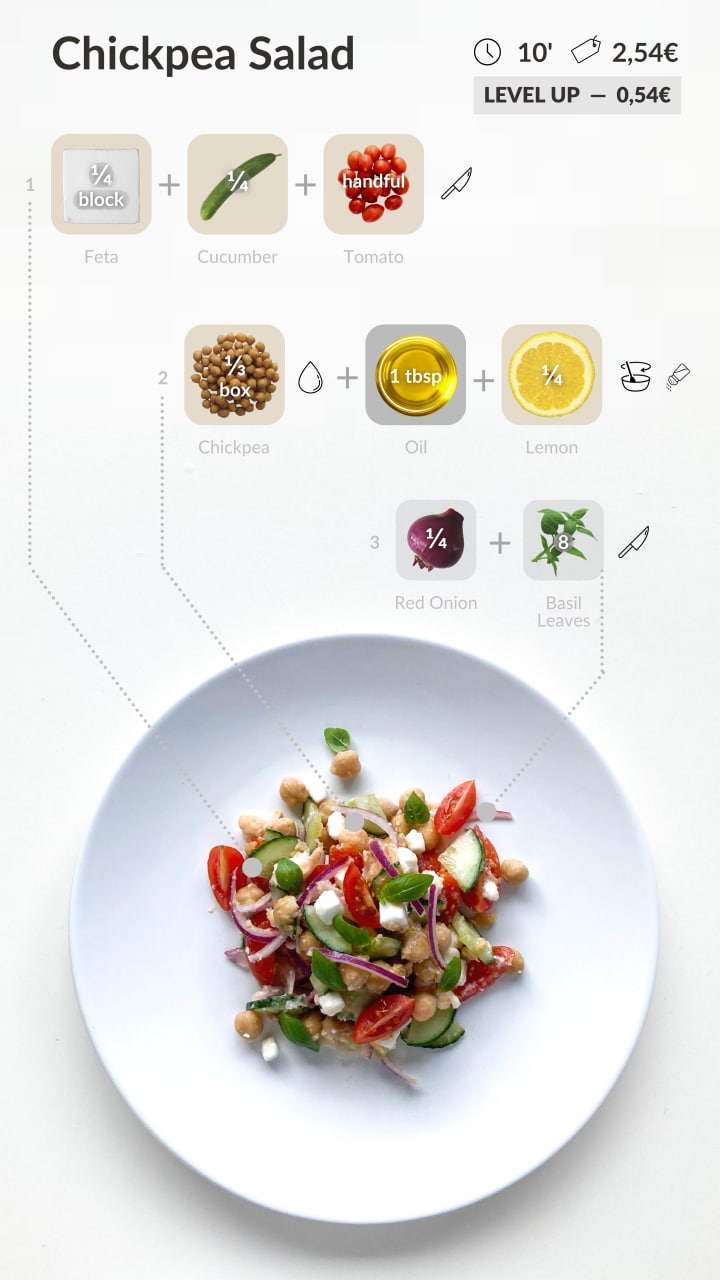 Chickpea Salad
10' 2,54€
LEVEL UP — 0,54€
1
¼
block
¼
handful
Feta
Cucumber
Tomato
2
⅓
box
1 tbsp
¼
Chickpea
Oil
Lemon
3
¼
8
Red Onion
Basil
Leaves